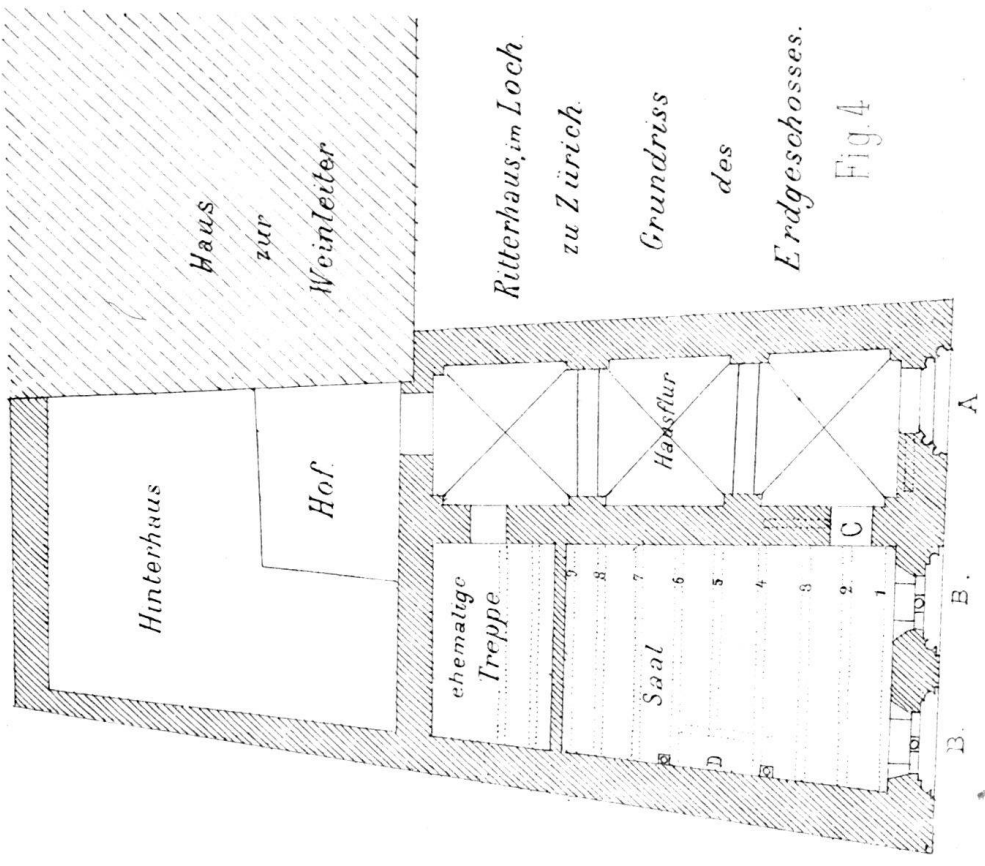 Haus
zur
Weinleiter
Ritterhaus, im Loch
zu Zürich.
Grundriss
des
Erdgeschosses.
Fig. 4
Hinterhaus
Hof.
Hausflur
ehemalige
Treppe
Saal
9
8
7
6
5
4
3
2
1
C
D
A
B.
B